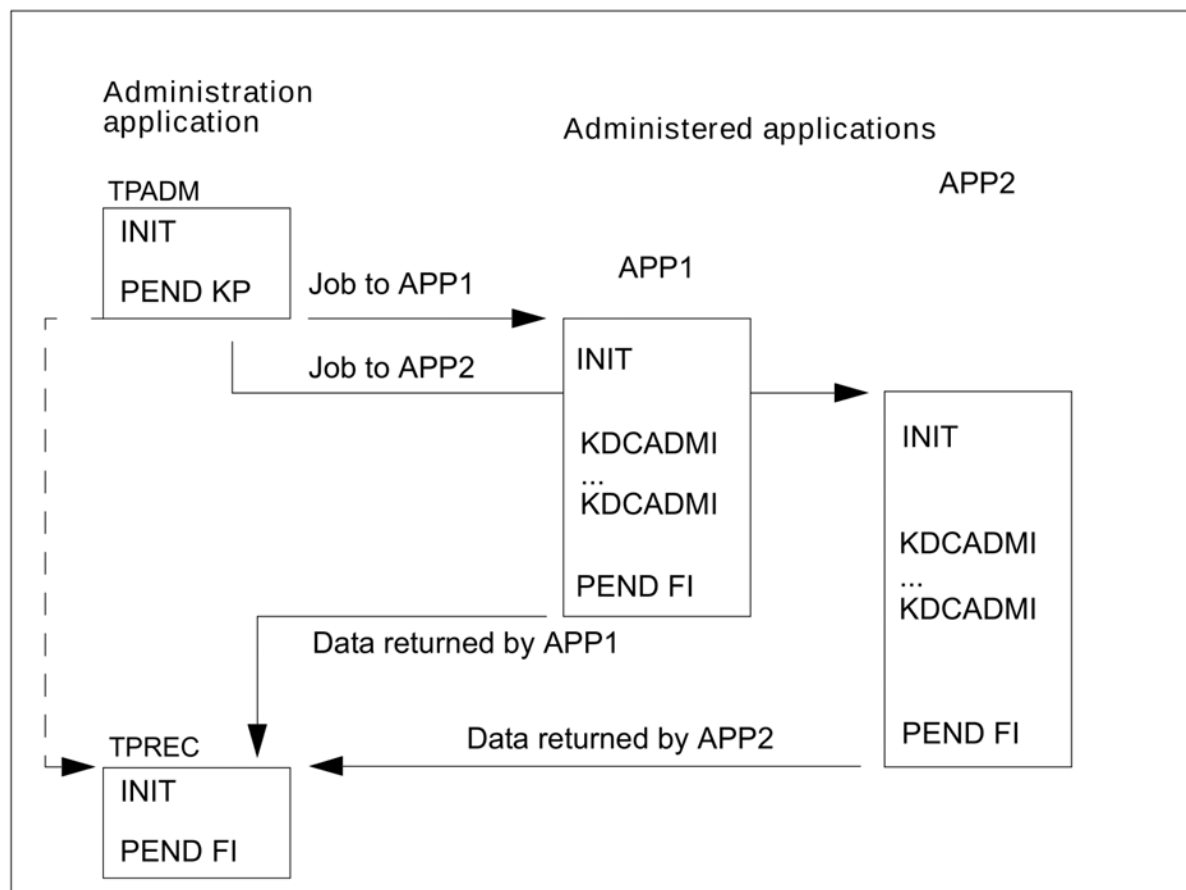 Administration
application
Administered applications
APP2
TPADM
INIT
PEND KP
Job to APP1
APP1
Job to APP2
INIT
KDCADMI
...
KDCADMI
PEND FI
INIT
KDCADMI
...
KDCADMI
PEND FI
Data returned by APP1
Data returned by APP2
TPREC
INIT
PEND FI